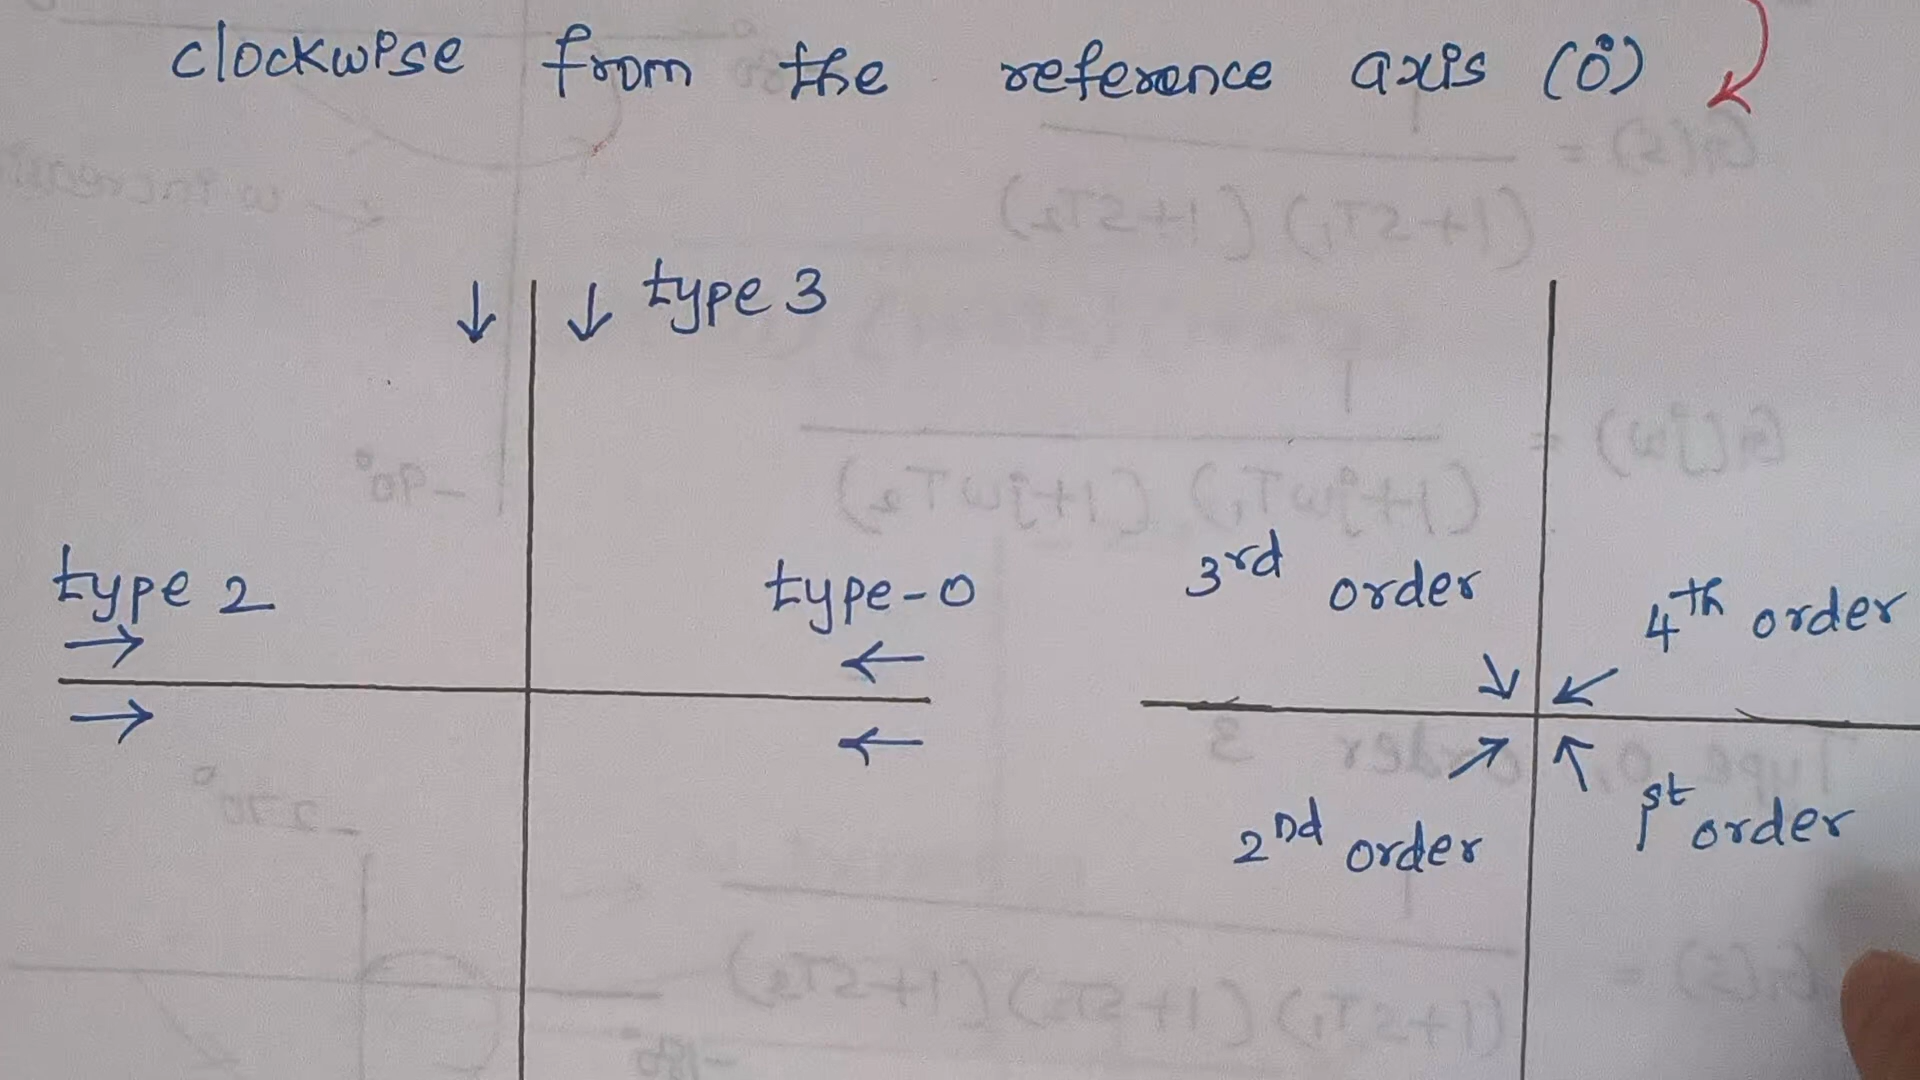 clockwise from the reference axis (0°)
type 3
type 2
type-0
3rd order
4th order
2nd order
1st order